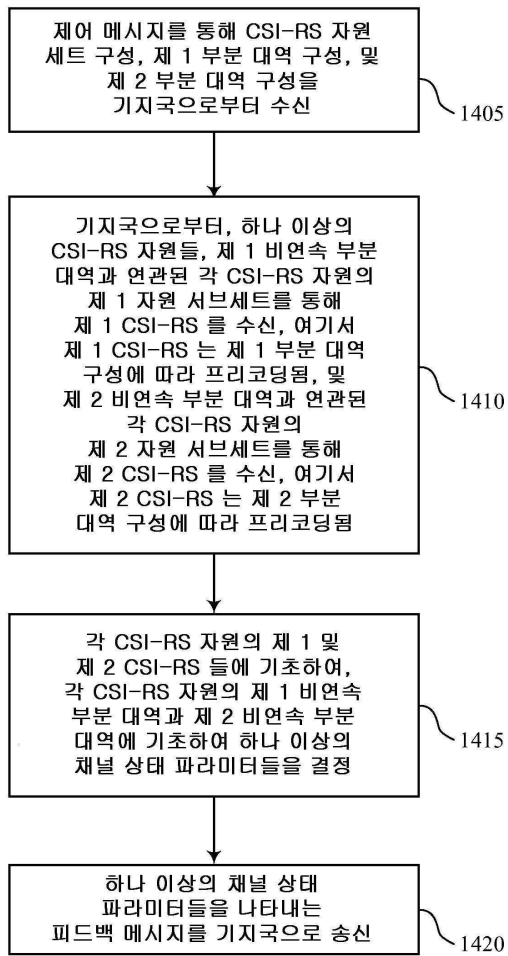 제어 메시지를 통해 CSI-RS 자원
세트 구성, 제 1 부분 대역 구성, 및
제 2 부분 대역 구성을
기지국으로부터 수신
1405
기지국으로부터, 하나 이상의
CSI-RS 자원들, 제 1 비연속 부분
대역과 연관된 각 CSI-RS 자원의
제 1 자원 서브세트를 통해
제 1 CSI-RS 를 수신, 여기서
제 1 CSI-RS 는 제 1 부분 대역
구성에 따라 프리코딩됨, 및
제 2 비연속 부분 대역과 연관된
각 CSI-RS 자원의
제 2 자원 서브세트를 통해
제 2 CSI-RS 를 수신, 여기서
제 2 CSI-RS 는 제 2 부분
대역 구성에 따라 프리코딩됨
1410
각 CSI-RS 자원의 제 1 및
제 2 CSI-RS 들에 기초하여,
각 CSI-RS 자원의 제 1 비연속
부분 대역과 제 2 비연속 부분
대역에 기초하여 하나 이상의
채널 상태 파라미터들을 결정
1415
하나 이상의 채널 상태
파라미터들을 나타내는
피드백 메시지를 기지국으로 송신
1420